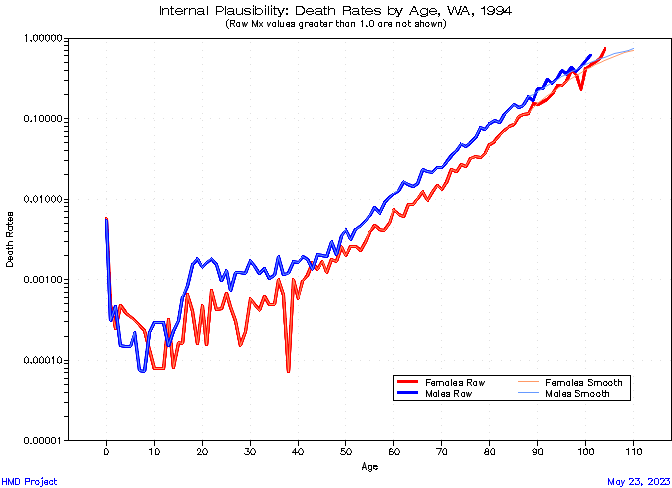 Internal Plausibility: Death Rates by Age, WA, 1994
(Raw Mx values greater than 1.0 are not shown)
Death Rates
1.00000
0.10000
0.01000
0.00100
0.00010
0.00001
0 10 20 30 40 50 60 70 80 90 100 110
Age
Females Raw Females Smooth
Males Raw Males Smooth
HMD Project May 23, 2023